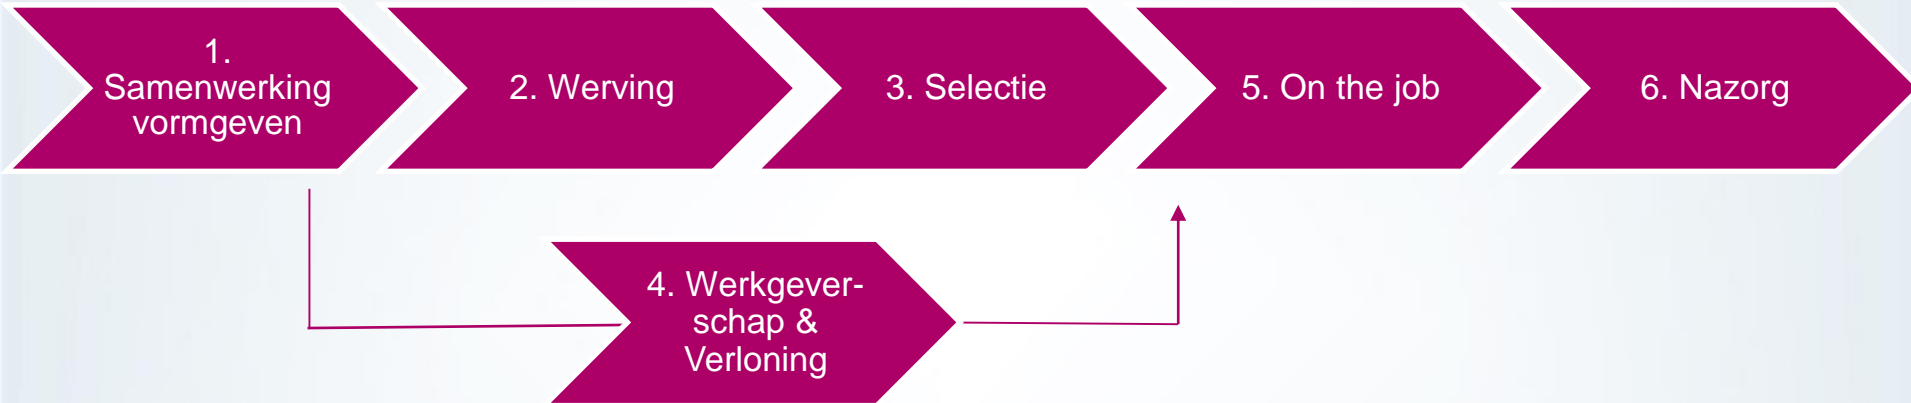 1.
Samenwerking
vormgeven
2. Werving
3. Selectie
5. On the job
6. Nazorg
4. Werkgever-
schap &
Verloning